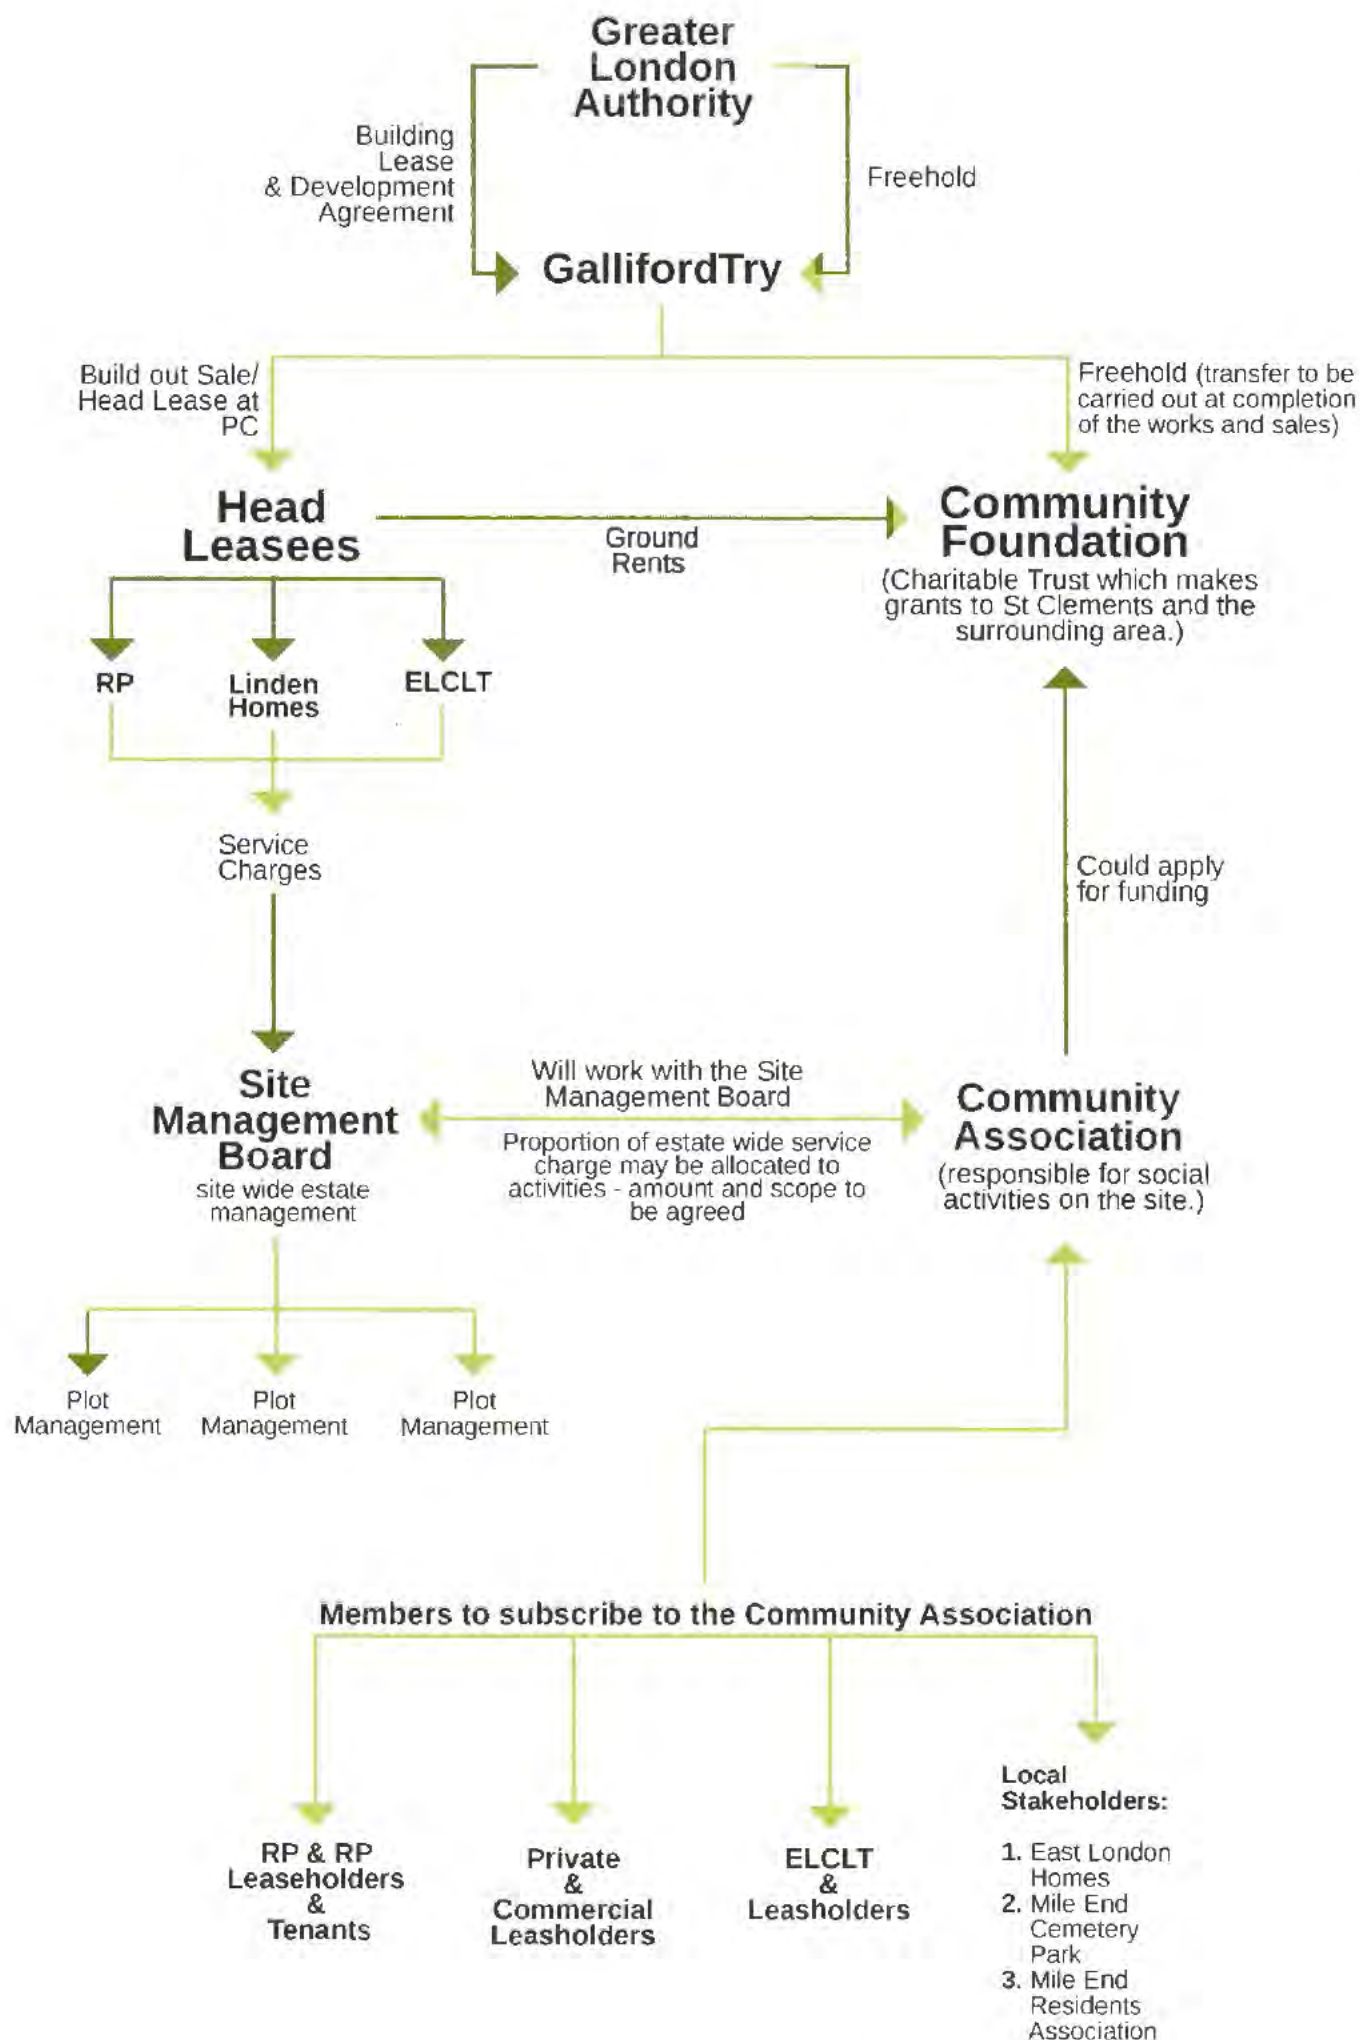 Greater
London
Authority
Building
Lease
& Development
Agreement
Freehold
GallifordTry
Build out Sale/
Head Lease at
PC
Freehold (transfer to be
carried out at completion
of the works and sales)
Head
Leasees
Ground
Rents
Community
Foundation
(Charitable Trust which makes
grants to St Clements and the
surrounding area.)
RP
Linden
Homes
ELCLT
Service
Charges
Could apply
for funding
Site
Management
Board
site wide estate
management
Will work with the Site
Management Board
Proportion of estate wide service
charge may be allocated to
activities - amount and scope to
be agreed
Community
Association
(responsible for social
activities on the site.)
Plot
Management
Plot
Management
Plot
Management
Members to subscribe to the Community Association
RP & RP
Leaseholders
&
Tenants
Private
&
Commercial
Leasholders
ELCLT
&
Leasholders
Local
Stakeholders:
1. East London
Homes
2. Mile End
Cemetery
Park
3. Mile End
Residents
Association